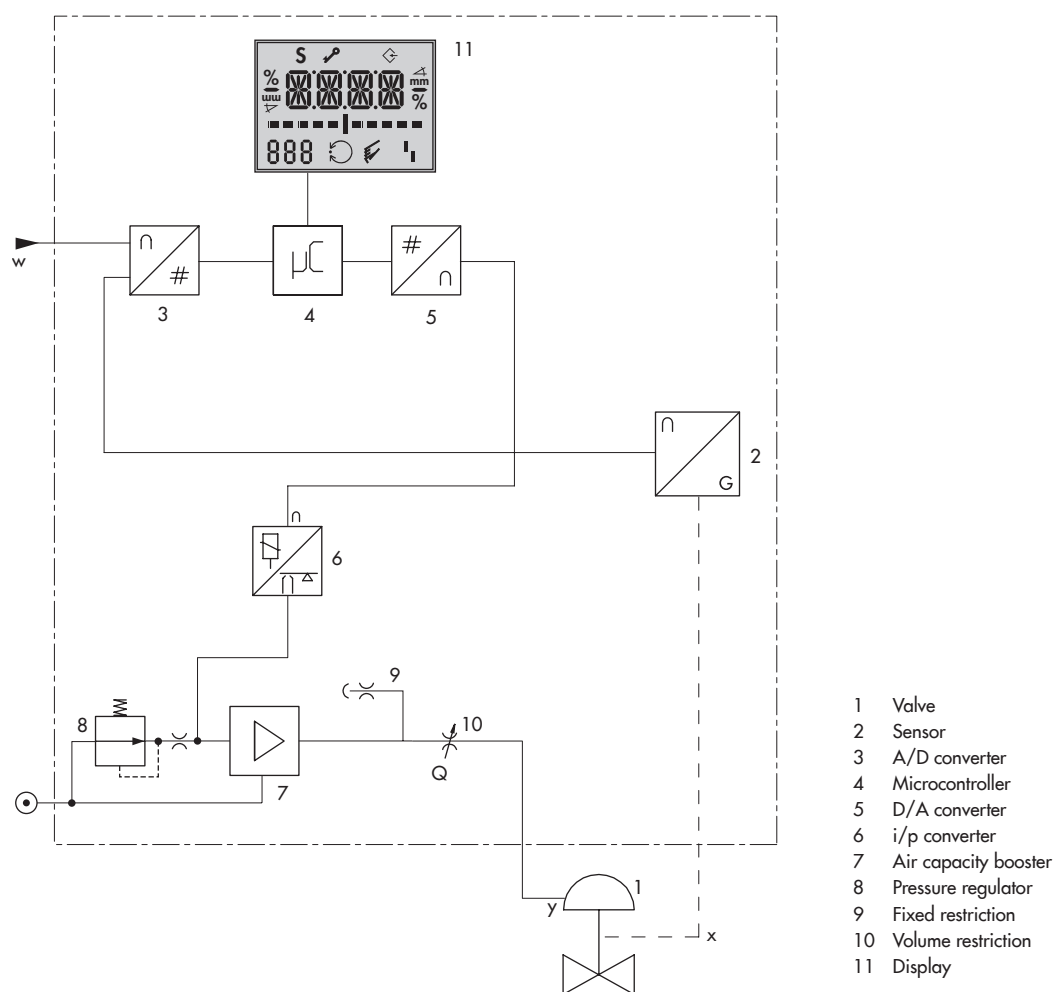 11
S
%
mm
mm
%
888
w
3
4
5
µC
2
G
6
9
8
10
Q
7
1
y
x
1 Valve
2 Sensor
3 A/D converter
4 Microcontroller
5 D/A converter
6 i/p converter
7 Air capacity booster
8 Pressure regulator
9 Fixed restriction
10 Volume restriction
11 Display